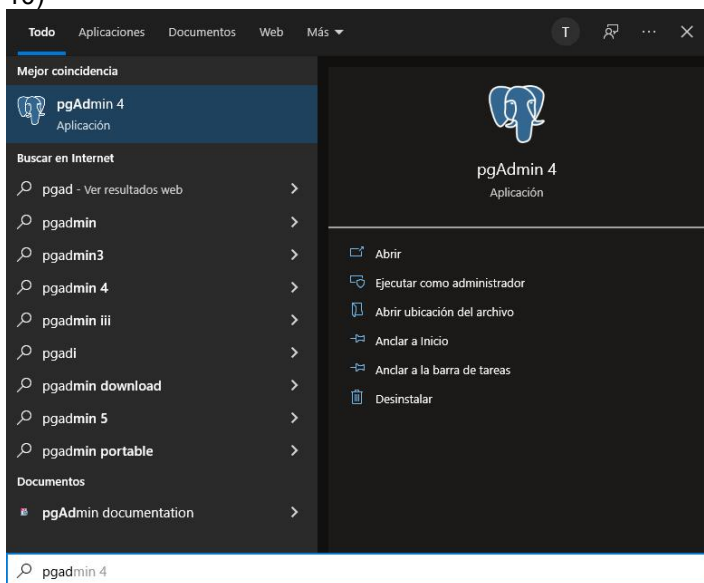 10)
Todo Aplicaciones Documentos Web Más T ...
Mejor coincidencia
pgAdmin 4
Aplicación
Buscar en Internet
pgad - Ver resultados web
pgadmin
pgadmin3
pgadmin 4
pgadmin iii
pgadi
pgadmin download
pgadmin 5
pgadmin portable
Documentos
pgAdmin documentation
pgadmin 4
pgAdmin 4
Aplicación
Abrir
Ejecutar como administrador
Abrir ubicación del archivo
Anclar a Inicio
Anclar a la barra de tareas
Desinstalar